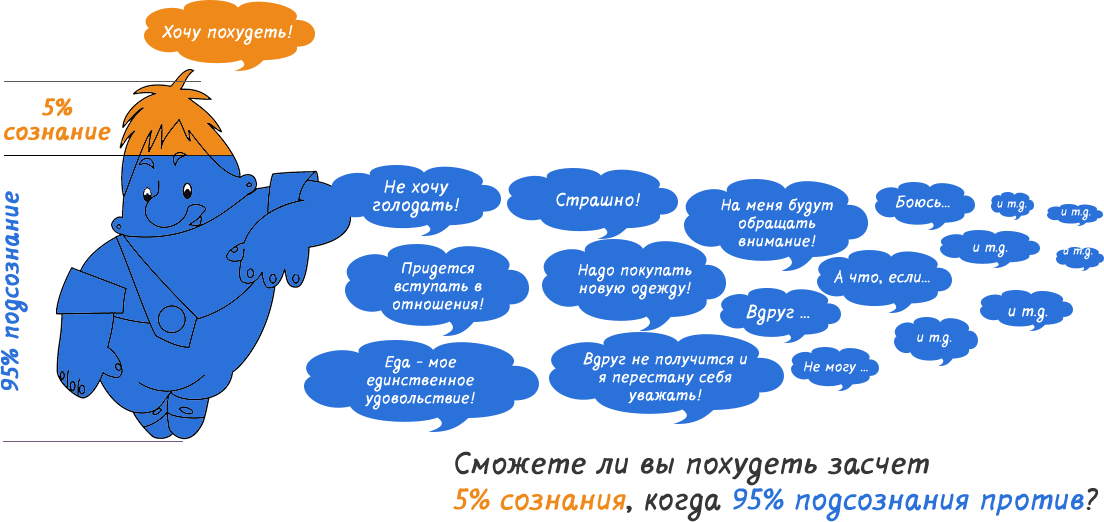 Хочу похудеть!
5%
сознание
95% подсознание
Не хочу
голодать!
Страшно!
На меня будут
обращать
внимание!
Боюсь...
и т.д.
и т.д.
Придется
вступать в
отношения!
Надо покупать
новую одежду!
А что, если...
и т.д.
и т.д.
Вдруг ...
и т.д.
и т.д.
Еда - мое
единственное
удовольствие!
Вдруг не получится и
я перестану себя
уважать!
Не могу ...
Сможете ли вы похудеть засчет
5% сознания, когда 95% подсознания против?